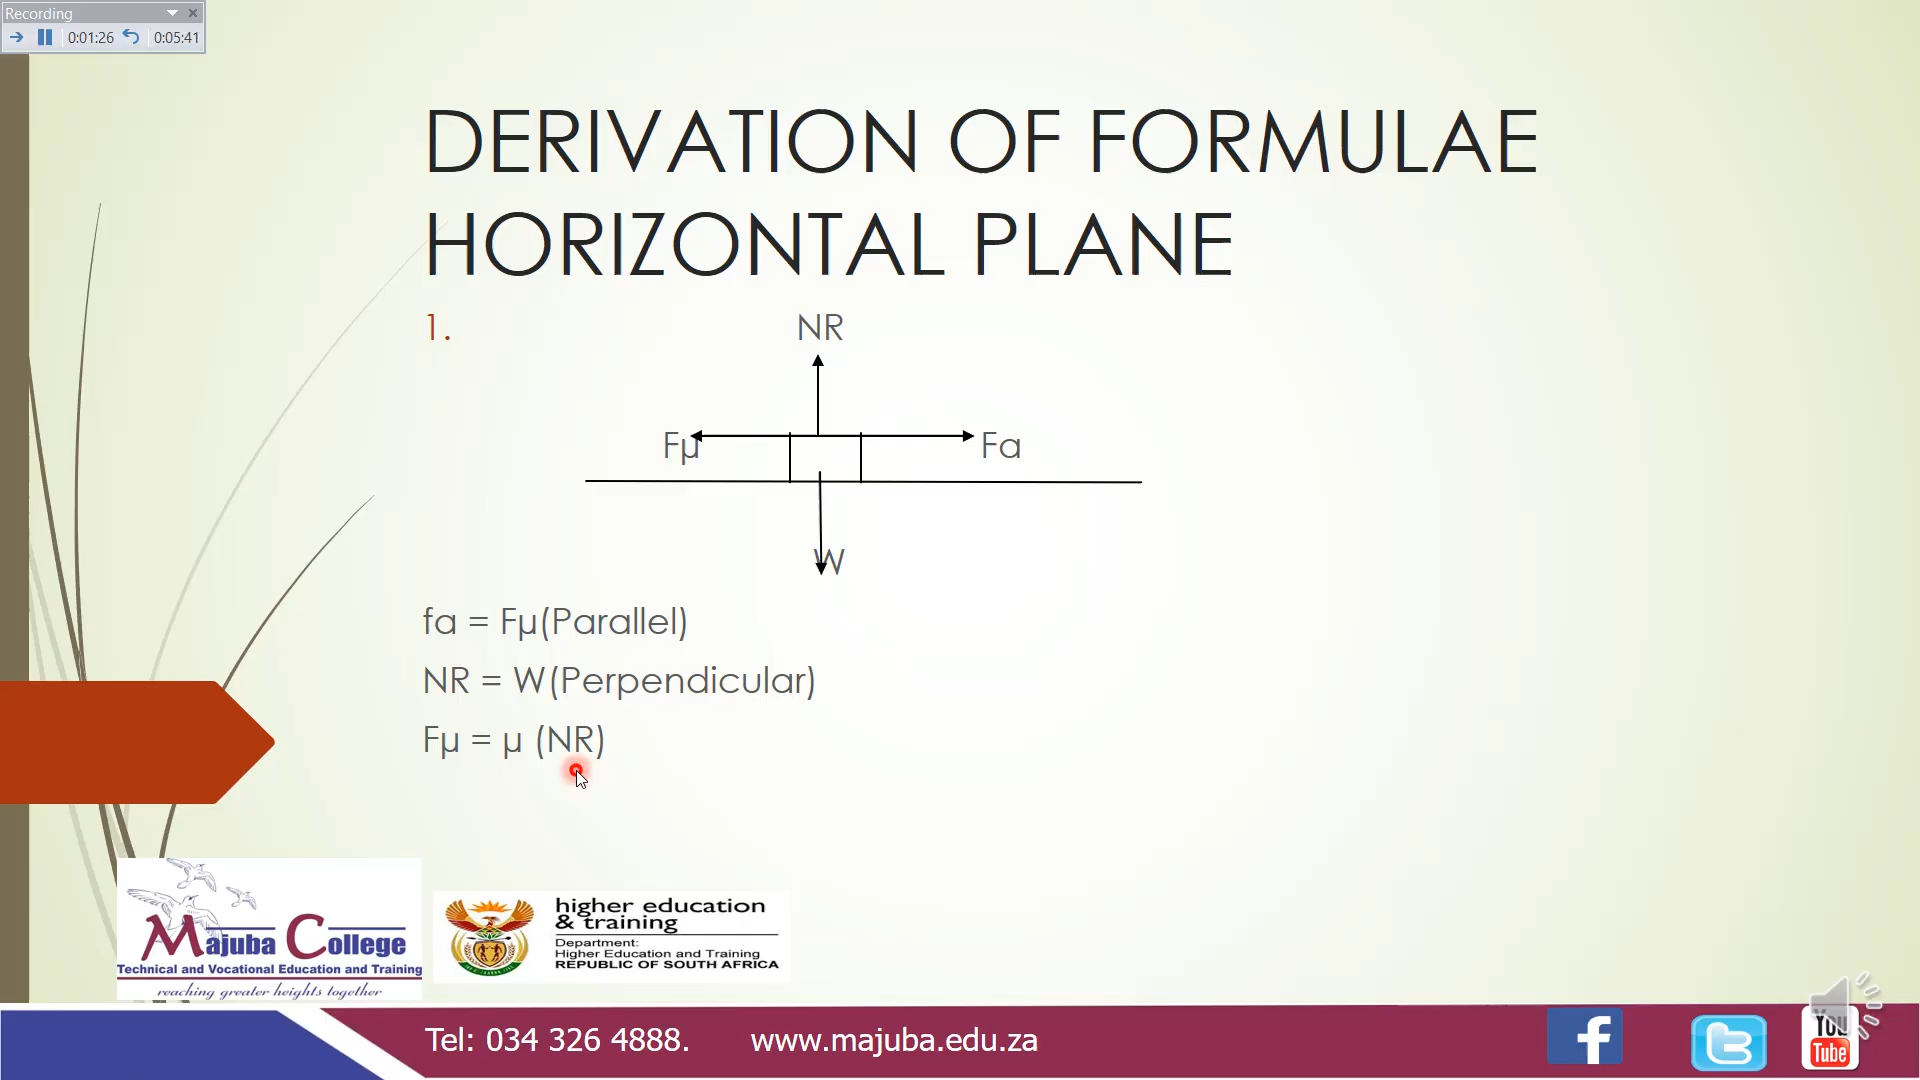 Recording
0:01:26 0:05:41
DERIVATION OF FORMULAE
HORIZONTAL PLANE
1. NR
Fµ Fa
W
fa = Fµ(Parallel)
NR = W(Perpendicular)
Fµ = µ (NR)
Majuba College
Technical and Vocational Education and Training
reaching greater heights together
higher education
& training
Department:
Higher Education and Training
REPUBLIC OF SOUTH AFRICA
Tel: 034 326 4888. www.majuba.edu.za
You
Tube